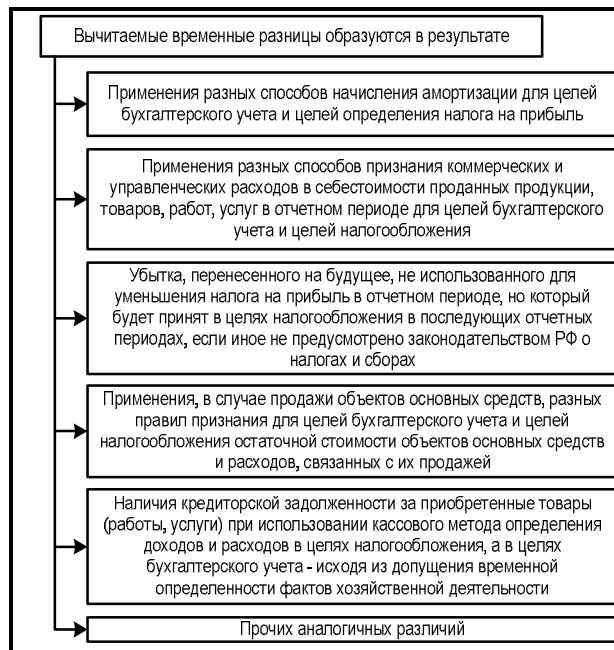 Вычитаемые временные разницы образуются в результате
Применения разных способов начисления амортизации для целей
бухгалтерского учета и целей определения налога на прибыль
Применения разных способов признания коммерческих и
управленческих расходов в себестоимости проданных продукции,
товаров, работ, услуг в отчетном периоде для целей бухгалтерского
учета и целей налогообложения
Убытка, перенесенного на будущее, не использованного для
уменьшения налога на прибыль в отчетном периоде, но который
будет принят в целях налогообложения в последующих отчетных
периодах, если иное не предусмотрено законодательством РФ о
налогах и сборах
Применения, в случае продажи объектов основных средств, разных
правил признания для целей бухгалтерского учета и целей
налогообложения остаточной стоимости объектов основных средств
и расходов, связанных с их продажей
Наличия кредиторской задолженности за приобретенные товары
(работы, услуги) при использовании кассового метода определения
доходов и расходов в целях налогообложения, а в целях
бухгалтерского учета - исходя из допущения временной
определенности фактов хозяйственной деятельности
Прочих аналогичных различий